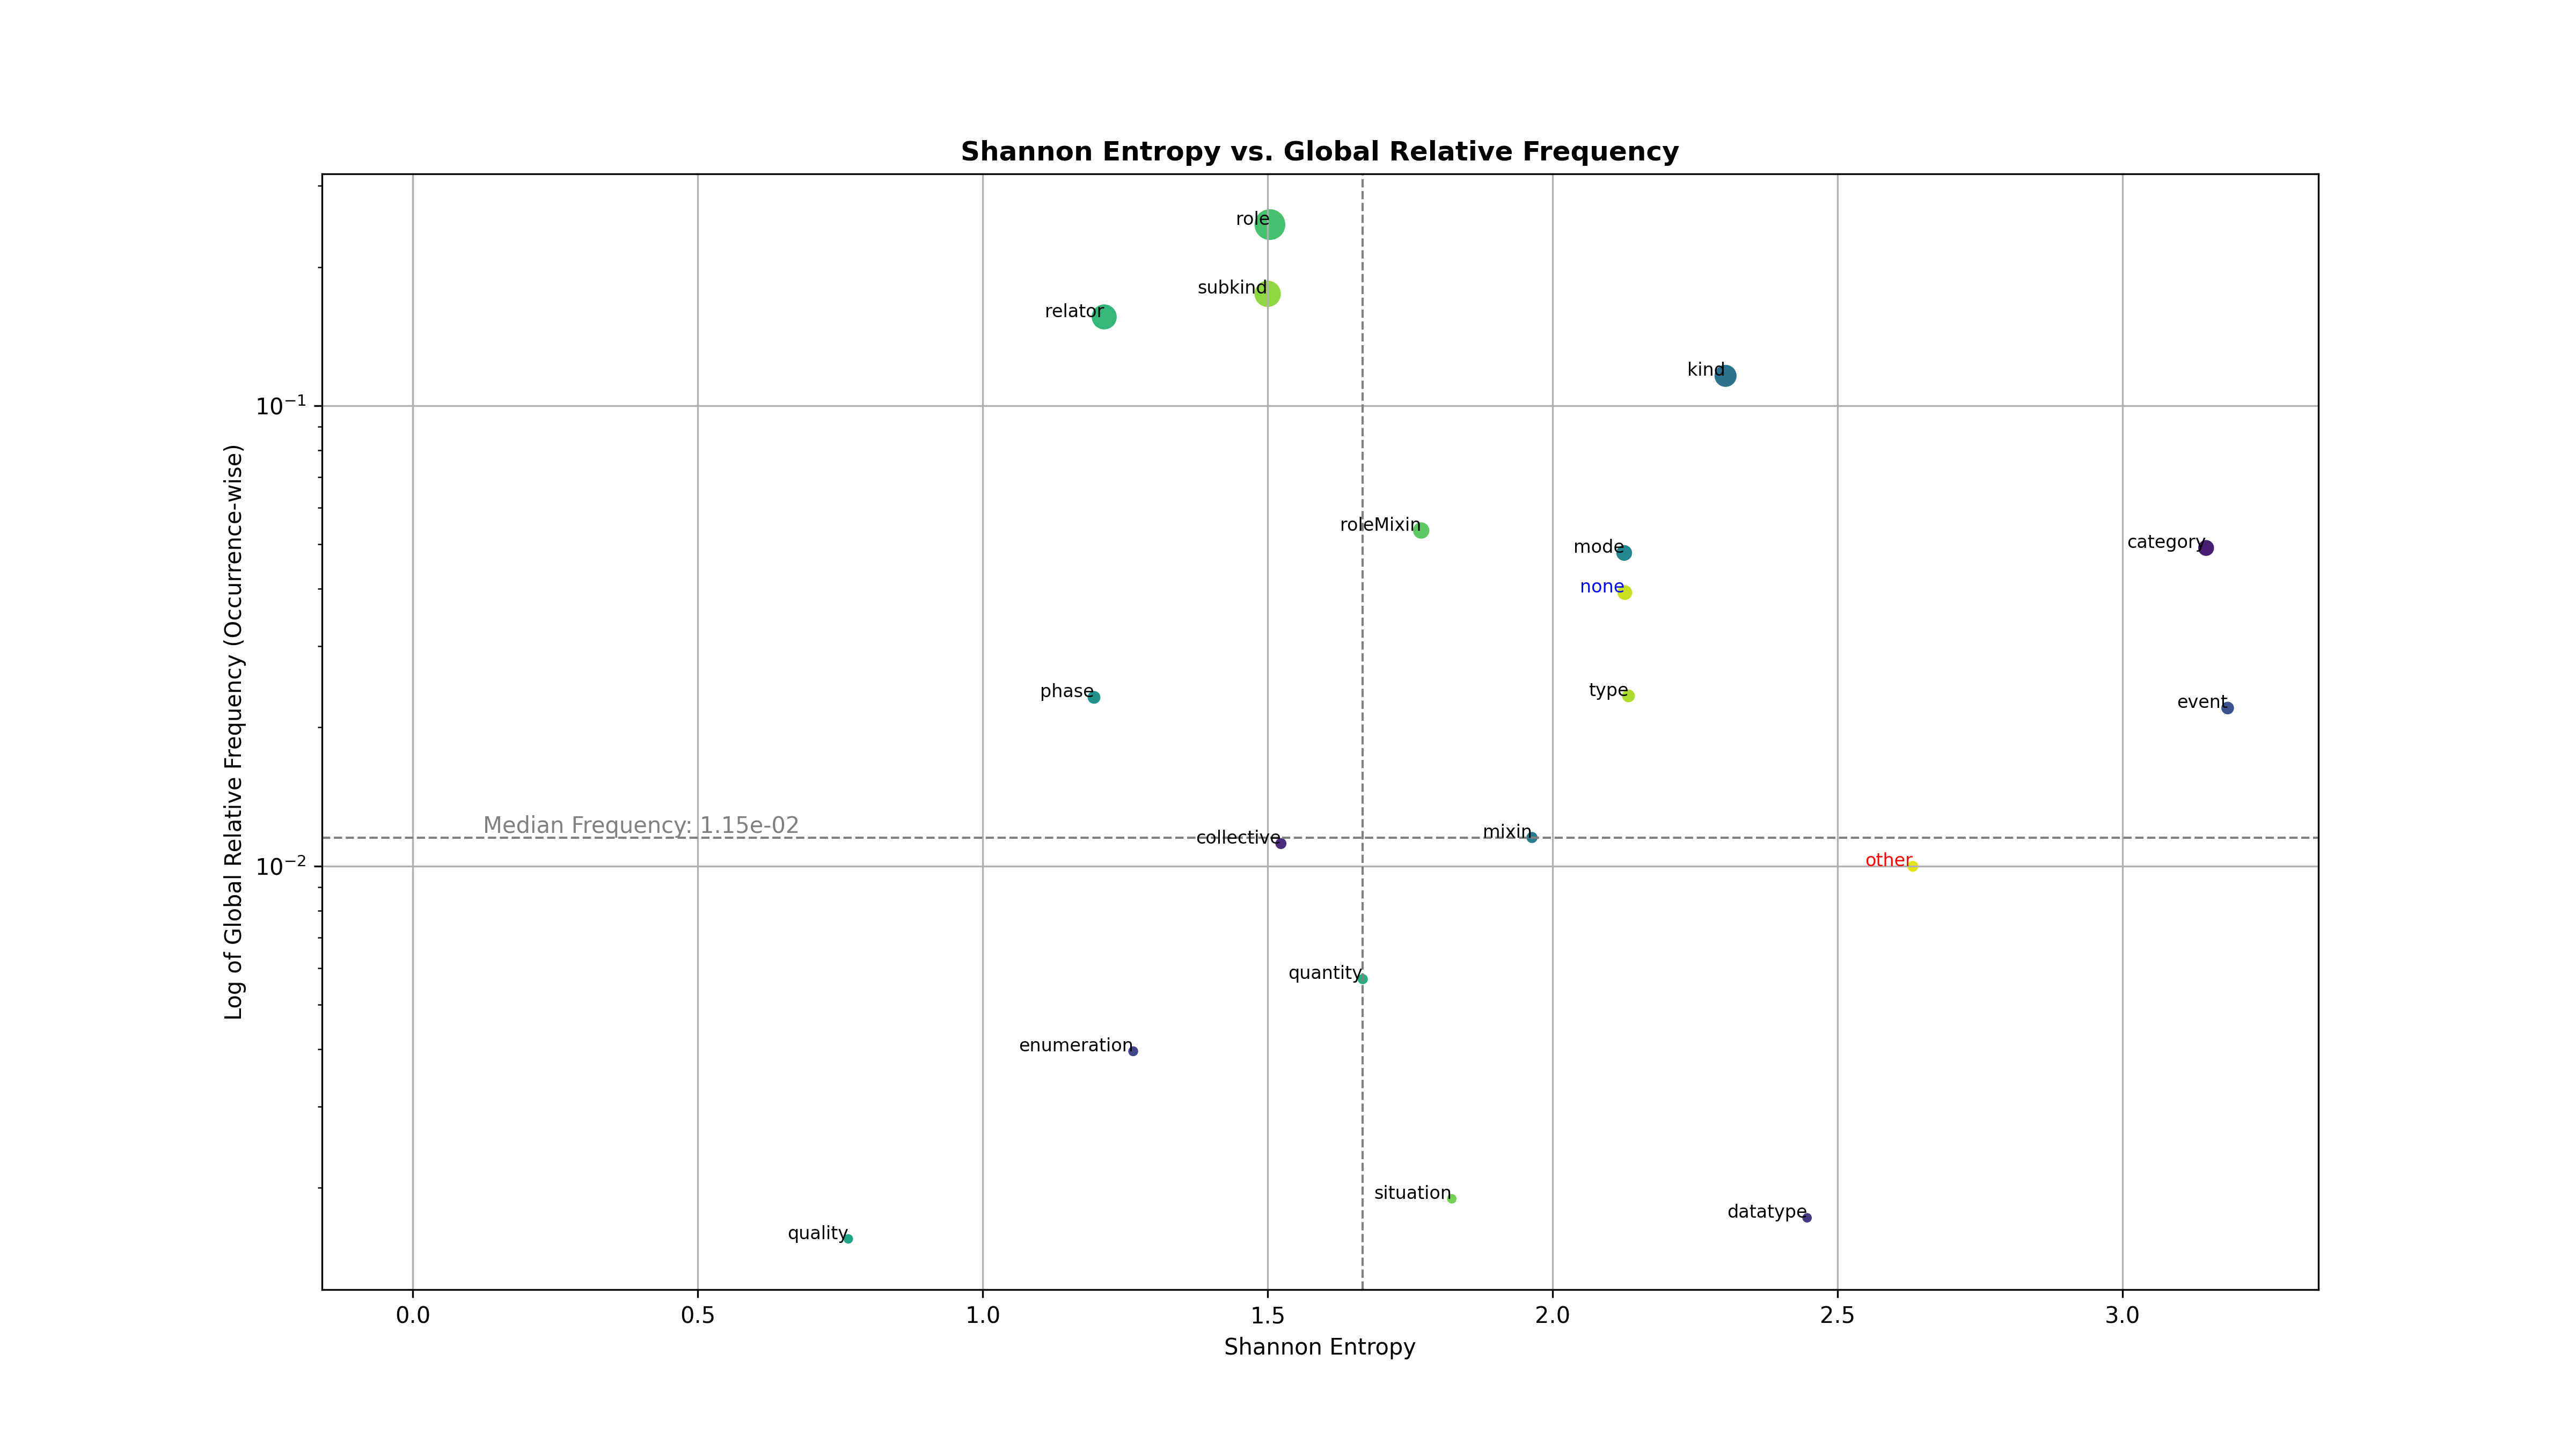 Shannon Entropy vs. Global Relative Frequency
role
subkind
relator
kind
10⁻¹
roleMixin
mode
category
none
phase
type
event
Median Frequency: 1.15e-02
collective
mixin
10⁻²
other
quantity
enumeration
situation
datatype
quality
Log of Global Relative Frequency (Occurrence-wise)
0.0 0.5 1.0 1.5 2.0 2.5 3.0
Shannon Entropy